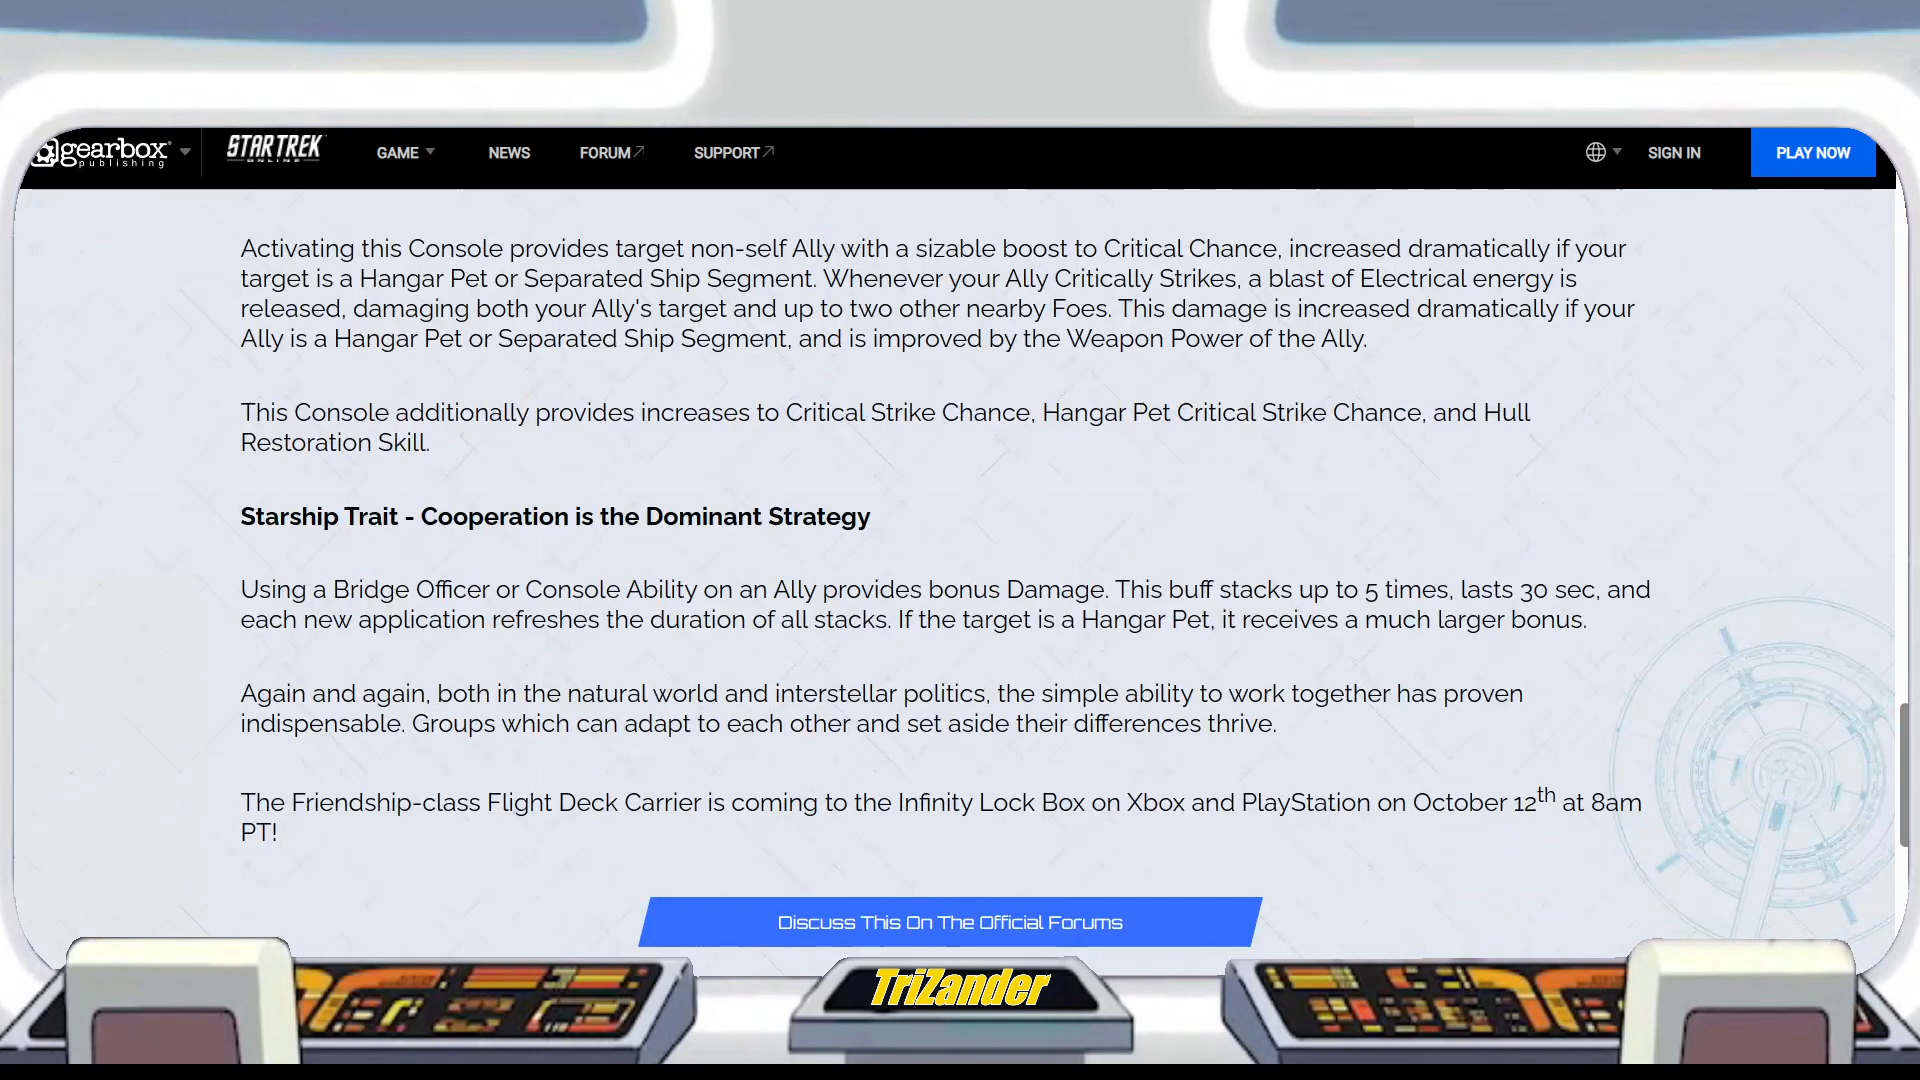 gearbox publishing
STAR TREK ONLINE
GAME
NEWS
FORUM
SUPPORT
SIGN IN
PLAY NOW
Activating this Console provides target non-self Ally with a sizable boost to Critical Chance, increased dramatically if your
target is a Hangar Pet or Separated Ship Segment. Whenever your Ally Critically Strikes, a blast of Electrical energy is
released, damaging both your Ally's target and up to two other nearby Foes. This damage is increased dramatically if your
Ally is a Hangar Pet or Separated Ship Segment, and is improved by the Weapon Power of the Ally.
This Console additionally provides increases to Critical Strike Chance, Hangar Pet Critical Strike Chance, and Hull
Restoration Skill.
Starship Trait - Cooperation is the Dominant Strategy
Using a Bridge Officer or Console Ability on an Ally provides bonus Damage. This buff stacks up to 5 times, lasts 30 sec, and
each new application refreshes the duration of all stacks. If the target is a Hangar Pet, it receives a much larger bonus.
Again and again, both in the natural world and interstellar politics, the simple ability to work together has proven
indispensable. Groups which can adapt to each other and set aside their differences thrive.
The Friendship-class Flight Deck Carrier is coming to the Infinity Lock Box on Xbox and PlayStation on October 12th at 8am
PT!
Discuss This On The Official Forums
TriZander